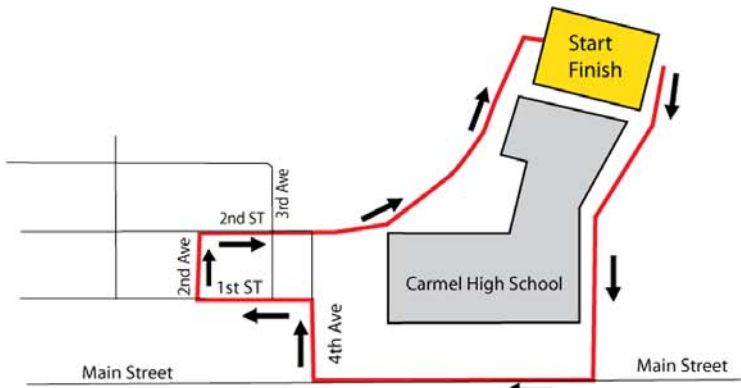 Start
Finish
3rd Ave
2nd ST
2nd Ave
1st ST
Carmel High School
4th Ave
Main Street
Main Street